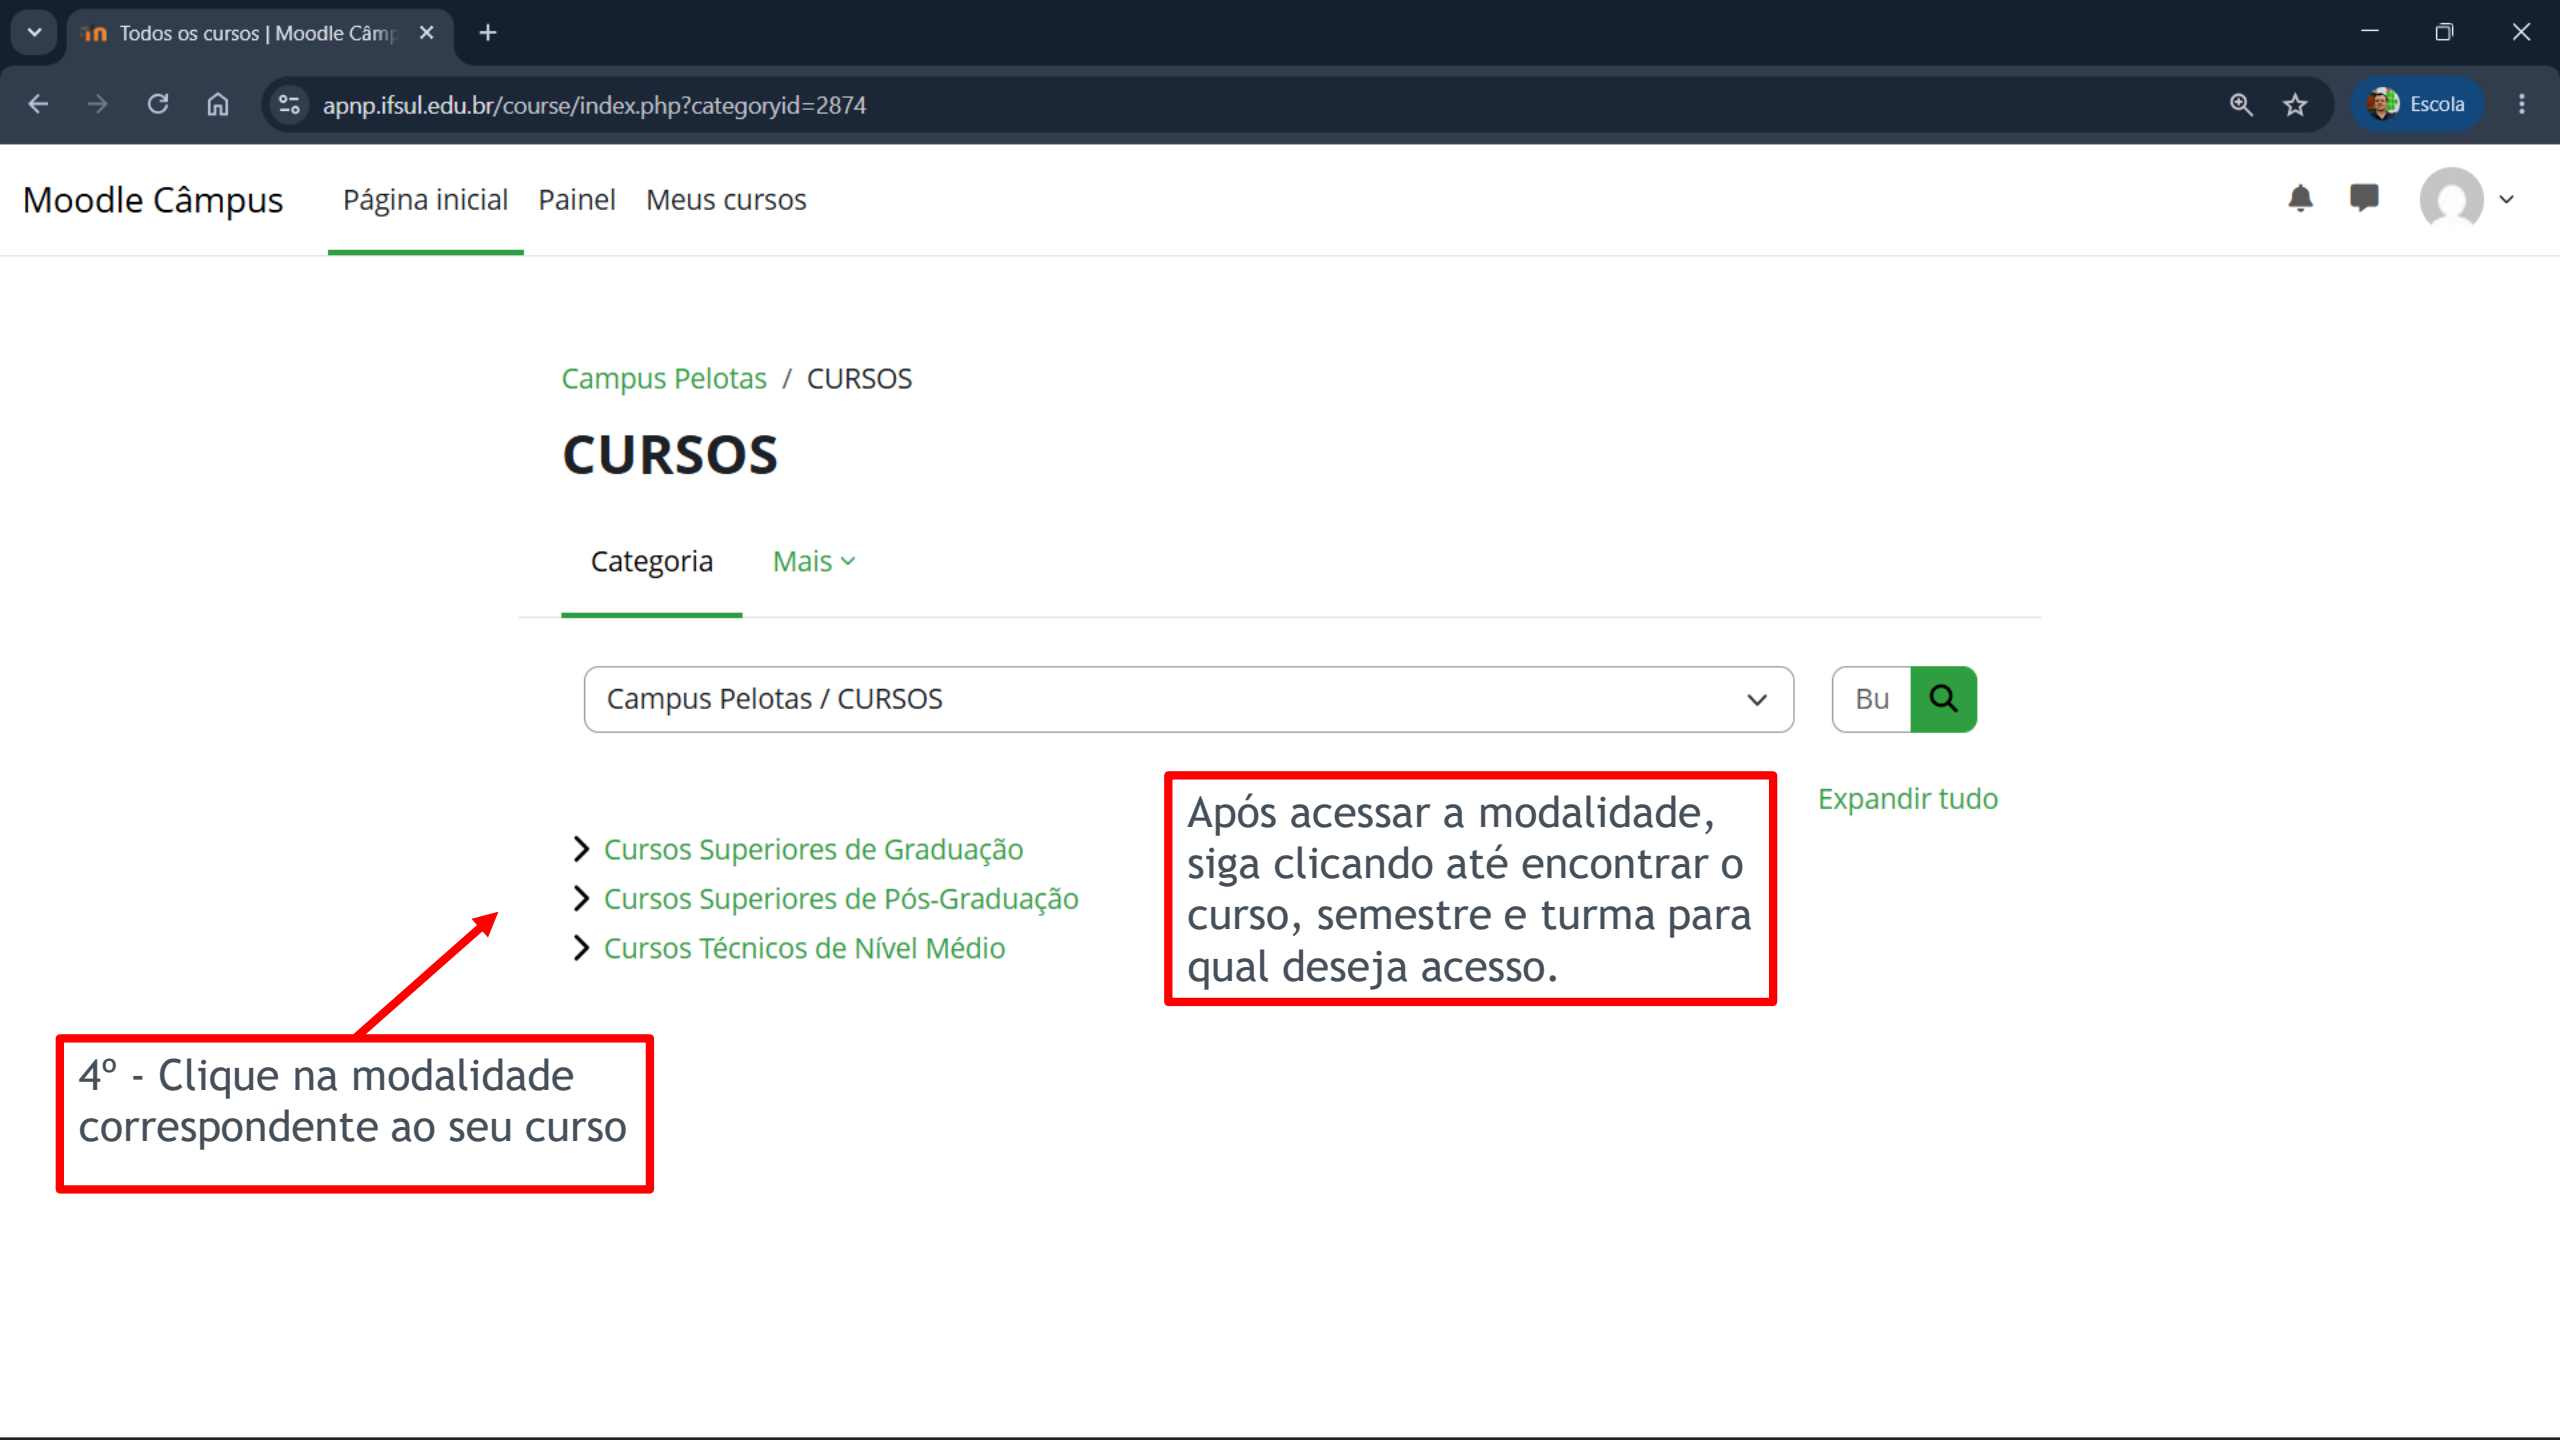 Todos os cursos | Moodle Câmp
apnp.ifsul.edu.br/course/index.php?categoryid=2874
Escola
Moodle Câmpus
Página inicial
Painel
Meus cursos
Campus Pelotas / CURSOS
CURSOS
Categoria
Mais
Campus Pelotas / CURSOS
Bu
Expandir tudo
Cursos Superiores de Graduação
Cursos Superiores de Pós-Graduação
Cursos Técnicos de Nível Médio
Após acessar a modalidade,
siga clicando até encontrar o
curso, semestre e turma para
qual deseja acesso.
4º - Clique na modalidade
correspondente ao seu curso